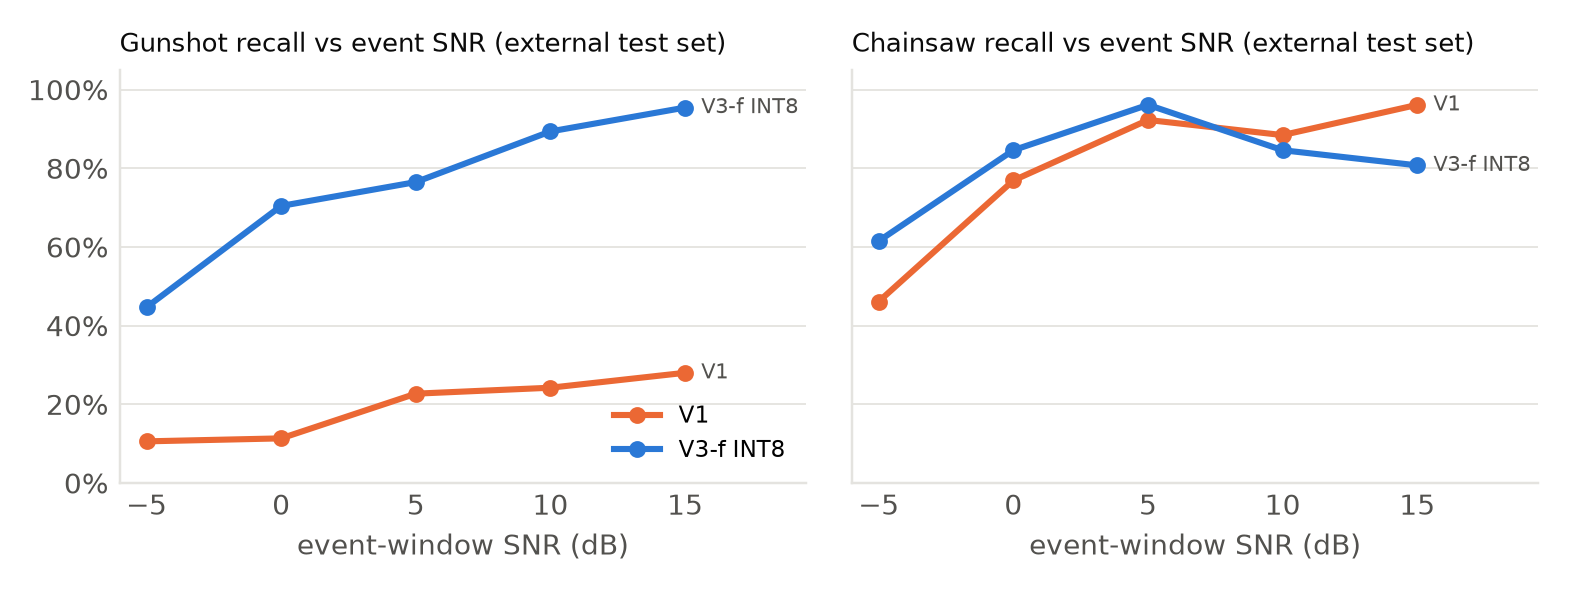 Gunshot recall vs event SNR (external test set)
100%
80%
60%
40%
20%
0%
V3-f INT8
V1
V1
V3-f INT8
−5 0 5 10 15
event-window SNR (dB)
Chainsaw recall vs event SNR (external test set)
V1
V3-f INT8
−5 0 5 10 15
event-window SNR (dB)